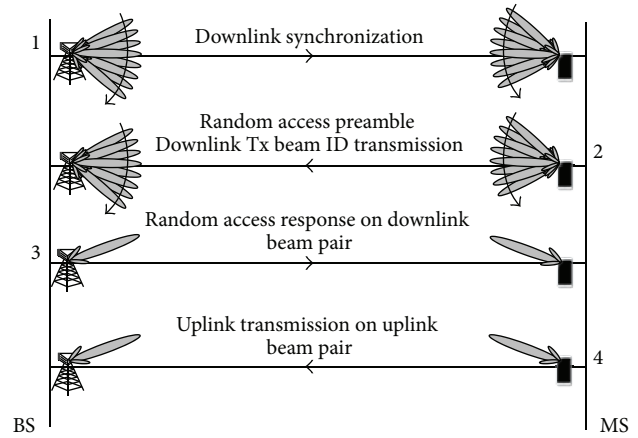 1
Downlink synchronization
Random access preamble
Downlink Tx beam ID transmission
2
3
Random access response on downlink
beam pair
Uplink transmission on uplink
beam pair
4
BS
MS